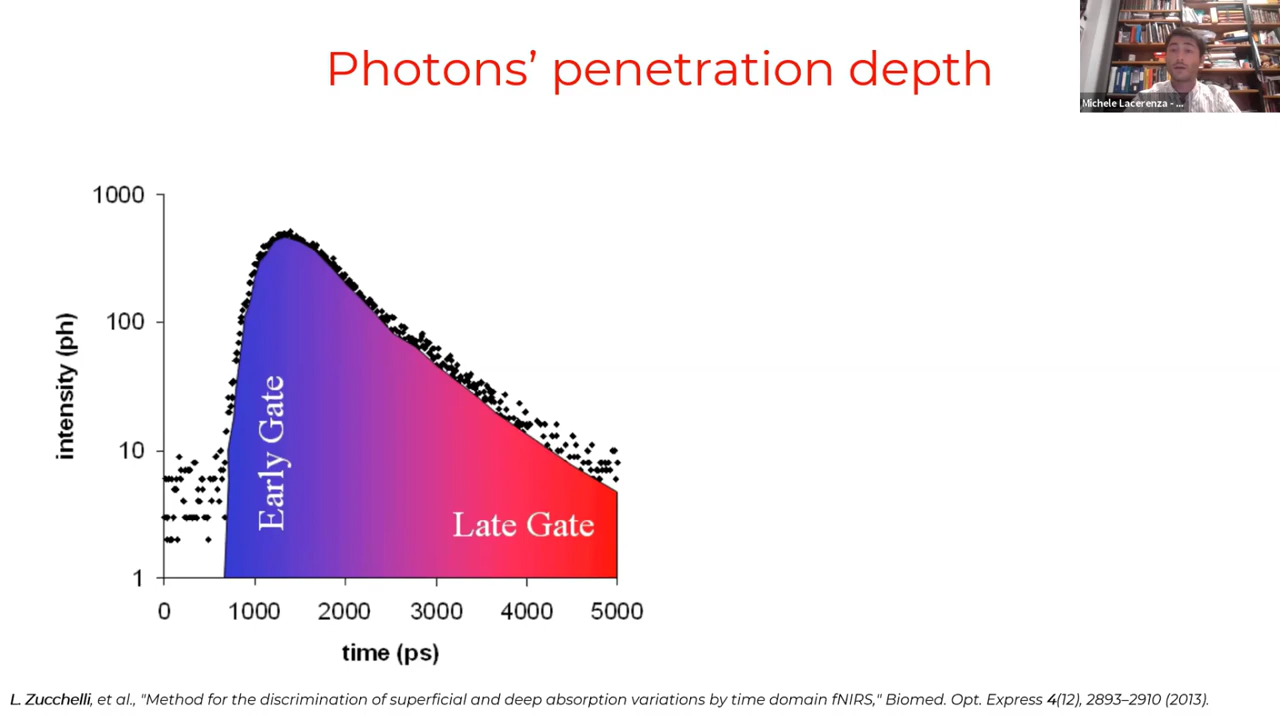 Photons’ penetration depth
Michele Lacerenza - ...
1000
100
10
1
intensity (ph)
Early Gate
Late Gate
0 1000 2000 3000 4000 5000
time (ps)
L. Zucchelli, et al., "Method for the discrimination of superficial and deep absorption variations by time domain fNIRS," Biomed. Opt. Express 4(12), 2893–2910 (2013).